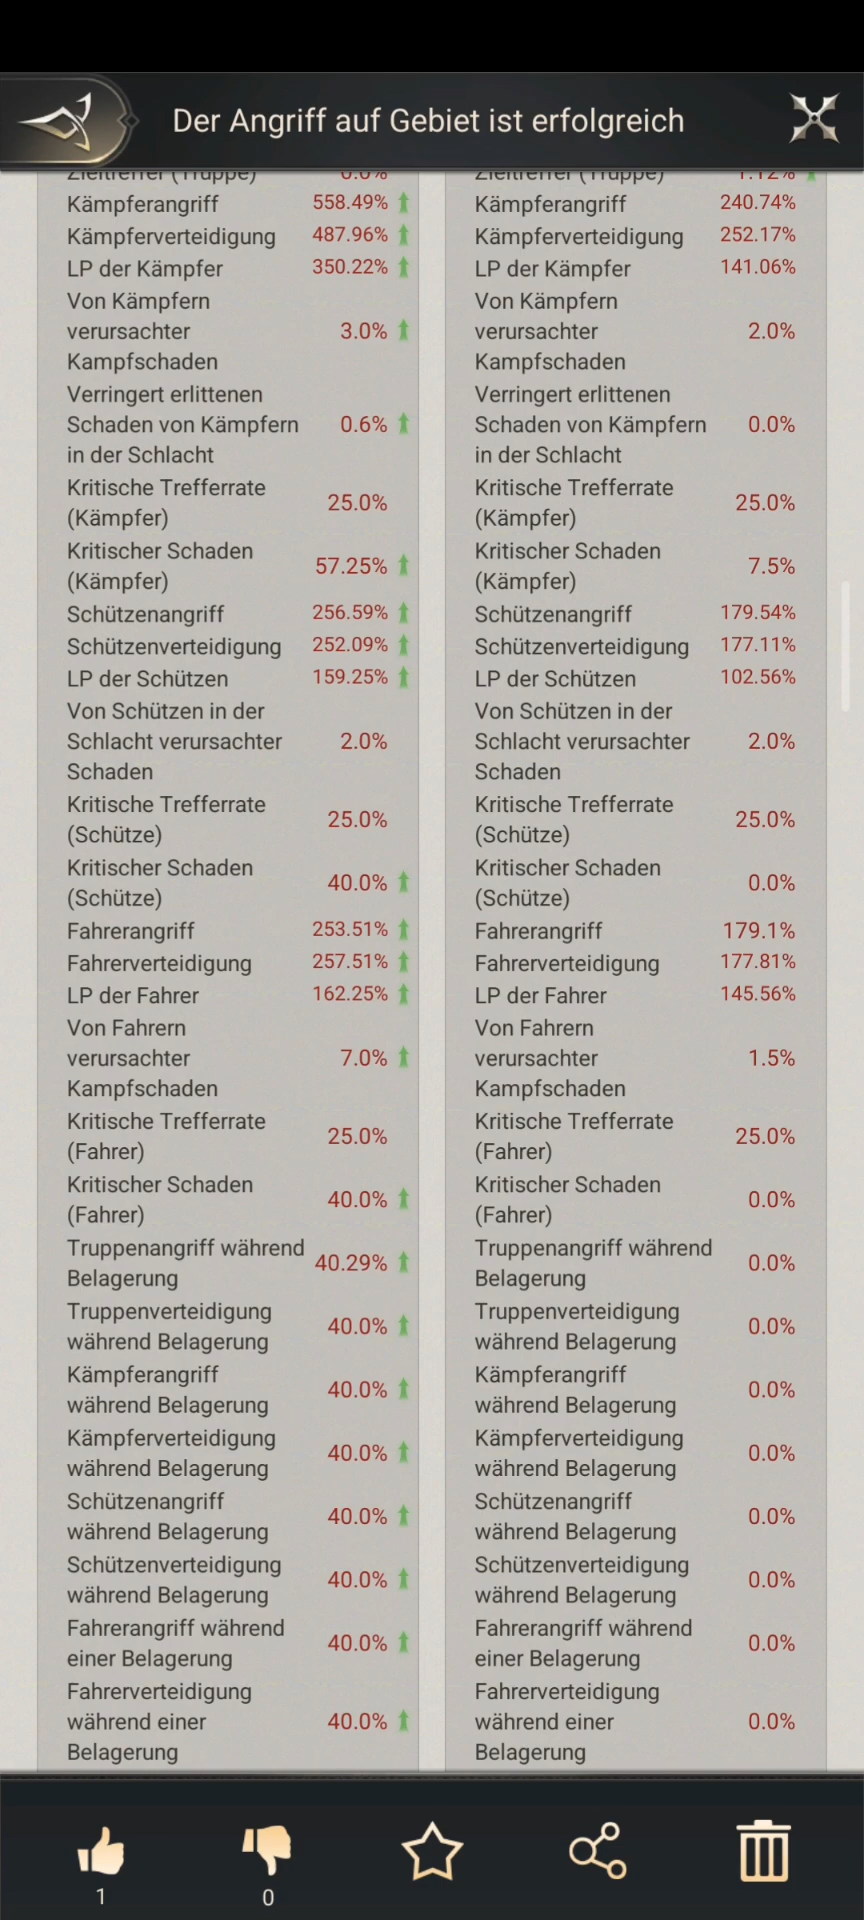 Der Angriff auf Gebiet ist erfolgreich
Zieltreffer (Truppe) 0.0%
Kämpferangriff 558.49%
Kämpferverteidigung 487.96%
LP der Kämpfer 350.22%
Von Kämpfern
verursachter 3.0%
Kampfschaden
Verringert erlittenen
Schaden von Kämpfern 0.6%
in der Schlacht
Kritische Trefferrate
(Kämpfer) 25.0%
Kritischer Schaden
(Kämpfer) 57.25%
Schützenangriff 256.59%
Schützenverteidigung 252.09%
LP der Schützen 159.25%
Von Schützen in der
Schlacht verursachter 2.0%
Schaden
Kritische Trefferrate
(Schütze) 25.0%
Kritischer Schaden
(Schütze) 40.0%
Fahrerangriff 253.51%
Fahrerverteidigung 257.51%
LP der Fahrer 162.25%
Von Fahrern
verursachter 7.0%
Kampfschaden
Kritische Trefferrate
(Fahrer) 25.0%
Kritischer Schaden
(Fahrer) 40.0%
Truppenangriff während
Belagerung 40.29%
Truppenverteidigung
während Belagerung 40.0%
Kämpferangriff
während Belagerung 40.0%
Kämpferverteidigung
während Belagerung 40.0%
Schützenangriff
während Belagerung 40.0%
Schützenverteidigung
während Belagerung 40.0%
Fahrerangriff während
einer Belagerung 40.0%
Fahrerverteidigung
während einer 40.0%
Belagerung
Zieltreffer (Truppe) 1.12%
Kämpferangriff 240.74%
Kämpferverteidigung 252.17%
LP der Kämpfer 141.06%
Von Kämpfern
verursachter 2.0%
Kampfschaden
Verringert erlittenen
Schaden von Kämpfern 0.0%
in der Schlacht
Kritische Trefferrate
(Kämpfer) 25.0%
Kritischer Schaden
(Kämpfer) 7.5%
Schützenangriff 179.54%
Schützenverteidigung 177.11%
LP der Schützen 102.56%
Von Schützen in der
Schlacht verursachter 2.0%
Schaden
Kritische Trefferrate
(Schütze) 25.0%
Kritischer Schaden
(Schütze) 0.0%
Fahrerangriff 179.1%
Fahrerverteidigung 177.81%
LP der Fahrer 145.56%
Von Fahrern
verursachter 1.5%
Kampfschaden
Kritische Trefferrate
(Fahrer) 25.0%
Kritischer Schaden
(Fahrer) 0.0%
Truppenangriff während
Belagerung 0.0%
Truppenverteidigung
während Belagerung 0.0%
Kämpferangriff
während Belagerung 0.0%
Kämpferverteidigung
während Belagerung 0.0%
Schützenangriff
während Belagerung 0.0%
Schützenverteidigung
während Belagerung 0.0%
Fahrerangriff während
einer Belagerung 0.0%
Fahrerverteidigung
während einer 0.0%
Belagerung
1
0